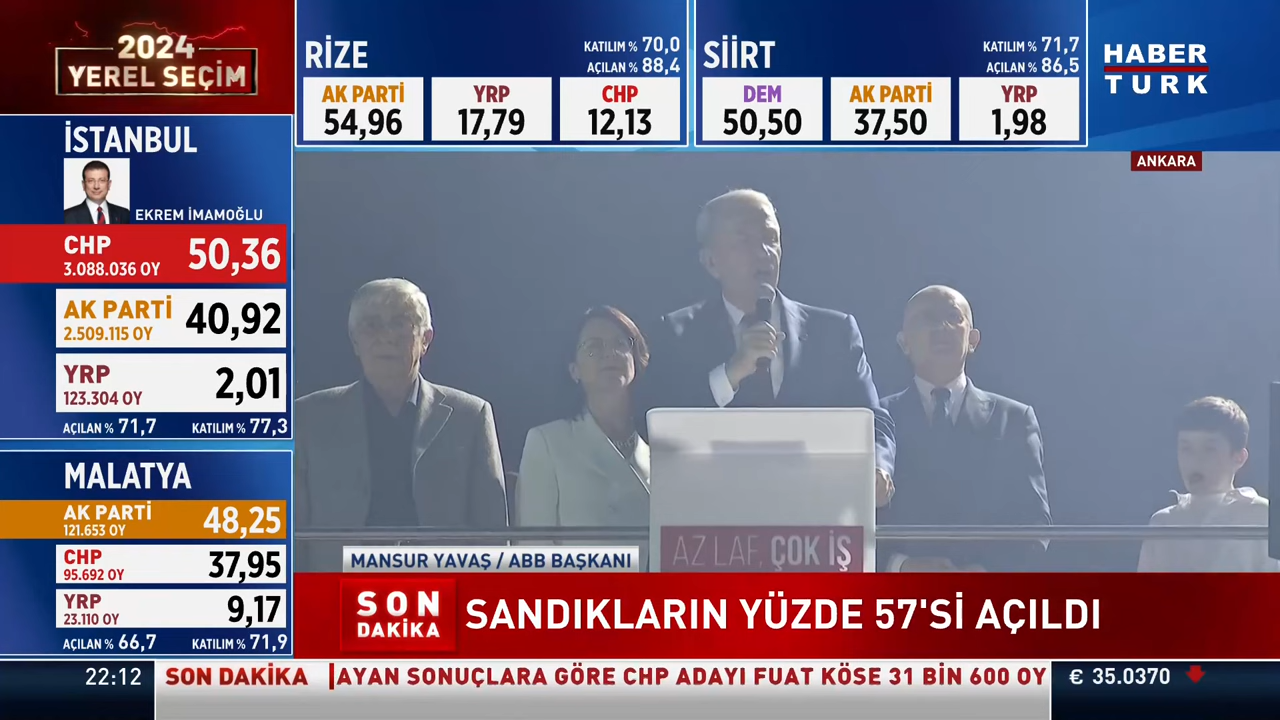 2024
YEREL SEÇİM
RİZE
KATILIM % 70,0
AÇILAN % 88,4
AK PARTİ
54,96
YRP
17,79
CHP
12,13
SİİRT
KATILIM % 71,7
AÇILAN % 86,5
DEM
50,50
AK PARTİ
37,50
YRP
1,98
HABER
TURK
ANKARA
İSTANBUL
EKREM İMAMOĞLU
CHP
3.088.036 OY
50,36
AK PARTİ
2.509.115 OY
40,92
YRP
123.304 OY
2,01
AÇILAN % 71,7
KATILIM % 77,3
MALATYA
AK PARTİ
121.653 OY
48,25
CHP
95.692 OY
37,95
YRP
23.110 OY
9,17
AÇILAN % 66,7
KATILIM % 71,9
AZ LAF, ÇOK İŞ
MANSUR YAVAŞ / ABB BAŞKANI
SON
DAKİKA
SANDIKLARIN YÜZDE 57'Sİ AÇILDI
22:12
SON DAKİKA
AYAN SONUÇLARA GÖRE CHP ADAYI FUAT KÖSE 31 BİN 600 OY
€ 35.0370